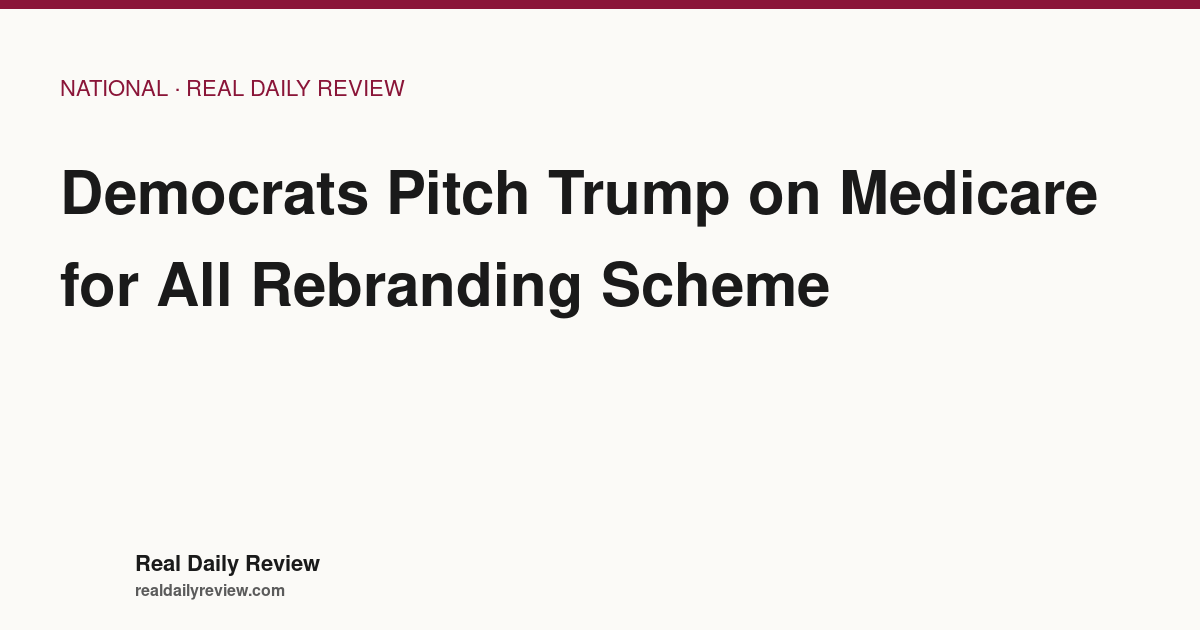 NATIONAL · REAL DAILY REVIEW
Democrats Pitch Trump on Medicare
for All Rebranding Scheme
Real Daily Review
realdailyreview.com